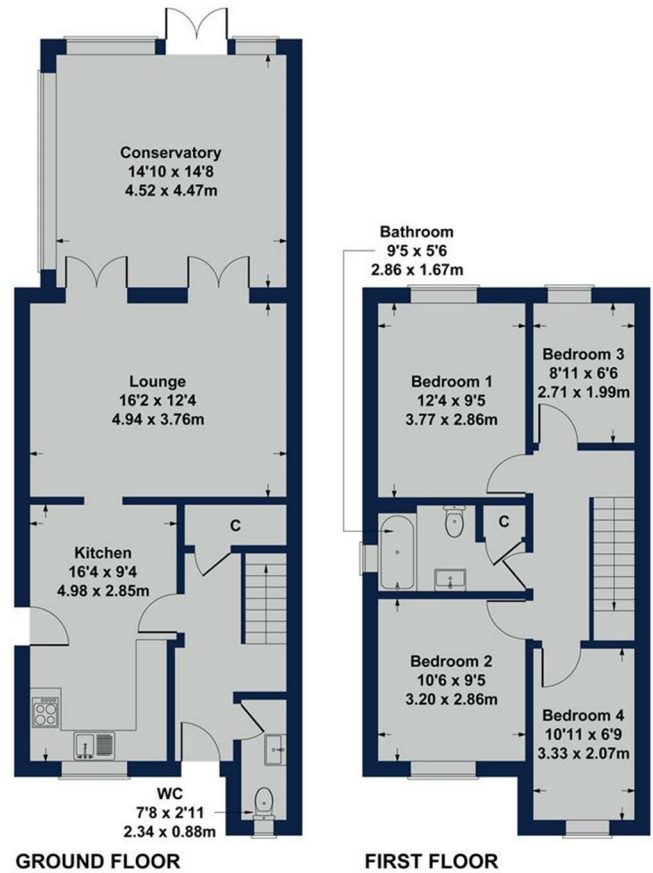 Conservatory
14'10 x 14'8
4.52 x 4.47m
Lounge
16'2 x 12'4
4.94 x 3.76m
C
Kitchen
16'4 x 9'4
4.98 x 2.85m
WC
7'8 x 2'11
2.34 x 0.88m
GROUND FLOOR
Bathroom
9'5 x 5'6
2.86 x 1.67m
Bedroom 1
12'4 x 9'5
3.77 x 2.86m
Bedroom 3
8'11 x 6'6
2.71 x 1.99m
C
Bedroom 2
10'6 x 9'5
3.20 x 2.86m
Bedroom 4
10'11 x 6'9
3.33 x 2.07m
FIRST FLOOR